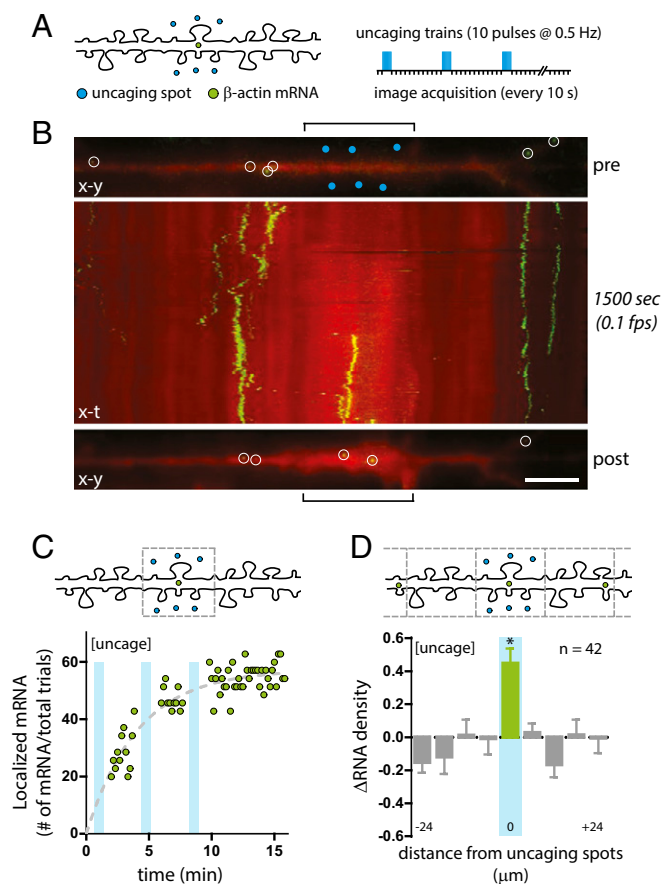 A
uncaging trains (10 pulses @ 0.5 Hz)
uncaging spot
β-actin mRNA
image acquisition (every 10 s)
B
x-y
pre
x-t
1500 sec
(0.1 fps)
x-y
post
C
[uncage]
Localized mRNA
(# of mRNA/total trials)
60
40
20
0
0
5
10
15
time (min)
D
[uncage]
*
n = 42
ΔRNA density
0.6
0.4
0.2
0.0
-0.2
-0.4
-0.6
-24
0
+24
distance from uncaging spots
(μm)